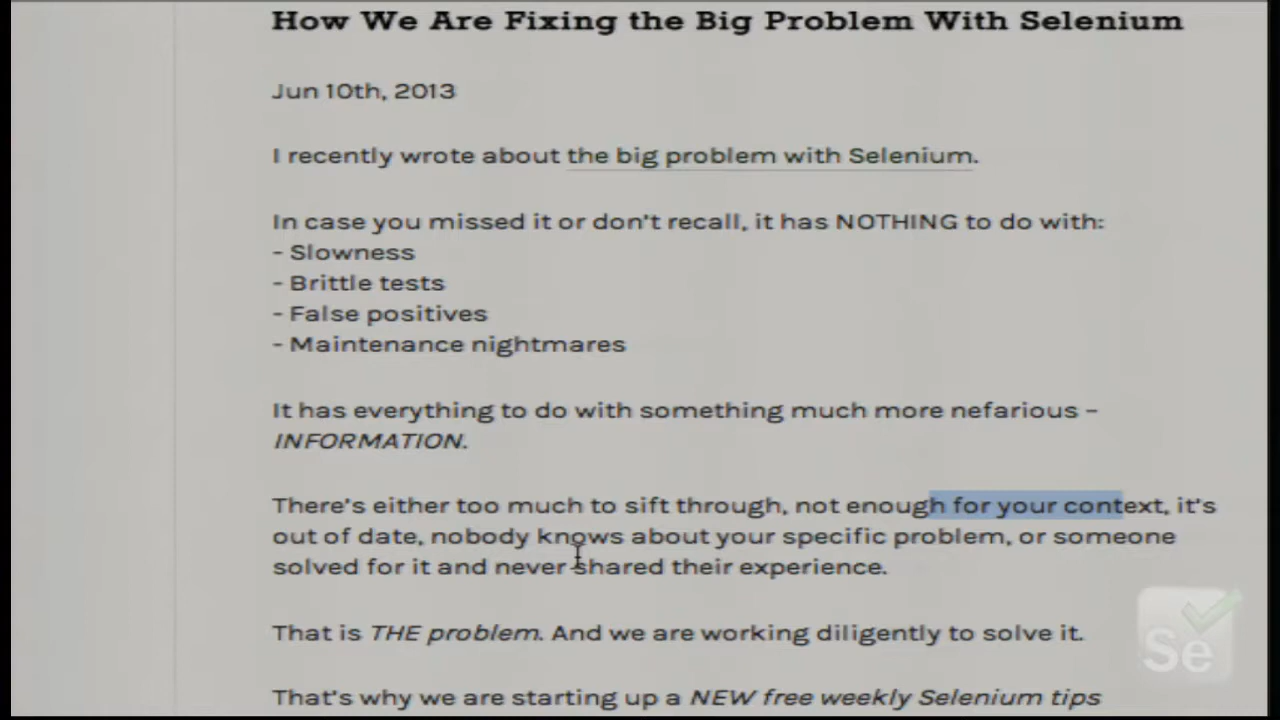 How We Are Fixing the Big Problem With Selenium
Jun 10th, 2013
I recently wrote about the big problem with Selenium.
In case you missed it or don't recall, it has NOTHING to do with:
- Slowness
- Brittle tests
- False positives
- Maintenance nightmares
It has everything to do with something much more nefarious –
INFORMATION.
There's either too much to sift through, not enough for your context, it's
out of date, nobody knows about your specific problem, or someone
solved for it and never shared their experience.
That is THE problem. And we are working diligently to solve it.
Se
That's why we are starting up a NEW free weekly Selenium tips